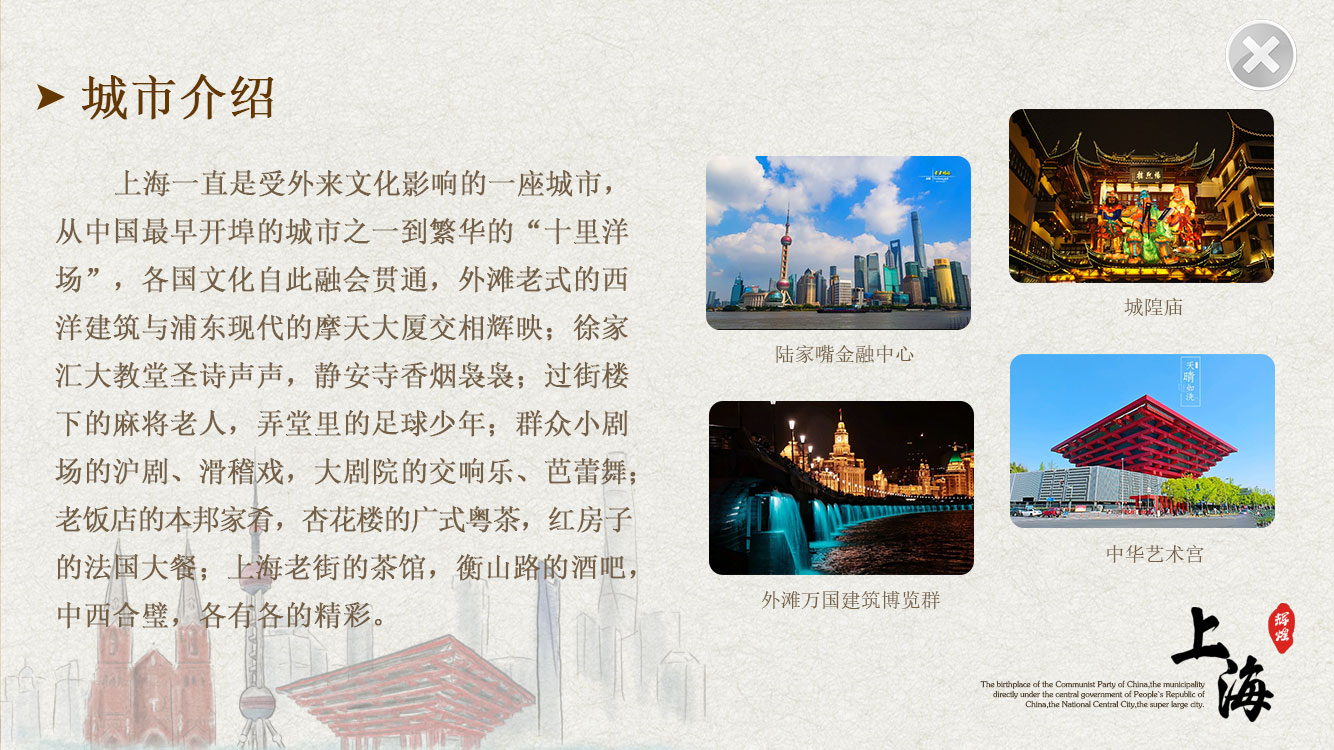 城市介绍
上海一直是受外来文化影响的一座城市，
从中国最早开埠的城市之一到繁华的“十里洋
场”，各国文化自此融会贯通，外滩老式的西
洋建筑与浦东现代的摩天大厦交相辉映；徐家
汇大教堂圣诗声声，静安寺香烟袅袅；过街楼
下的麻将老人，弄堂里的足球少年；群众小剧
场的沪剧、滑稽戏，大剧院的交响乐、芭蕾舞；
老饭店的本邦家肴，杏花楼的广式粤茶，红房子
的法国大餐；上海老街的茶馆，衡山路的酒吧，
中西合璧，各有各的精彩。
陆家嘴金融中心
城隍庙
天晴如洗
外滩万国建筑博览群
中华艺术宫
上海
辉煌
The birthplace of the Communist Party of China,the municipality
directly under the central government of People's Republic of
China,the National Central City,the super large city.